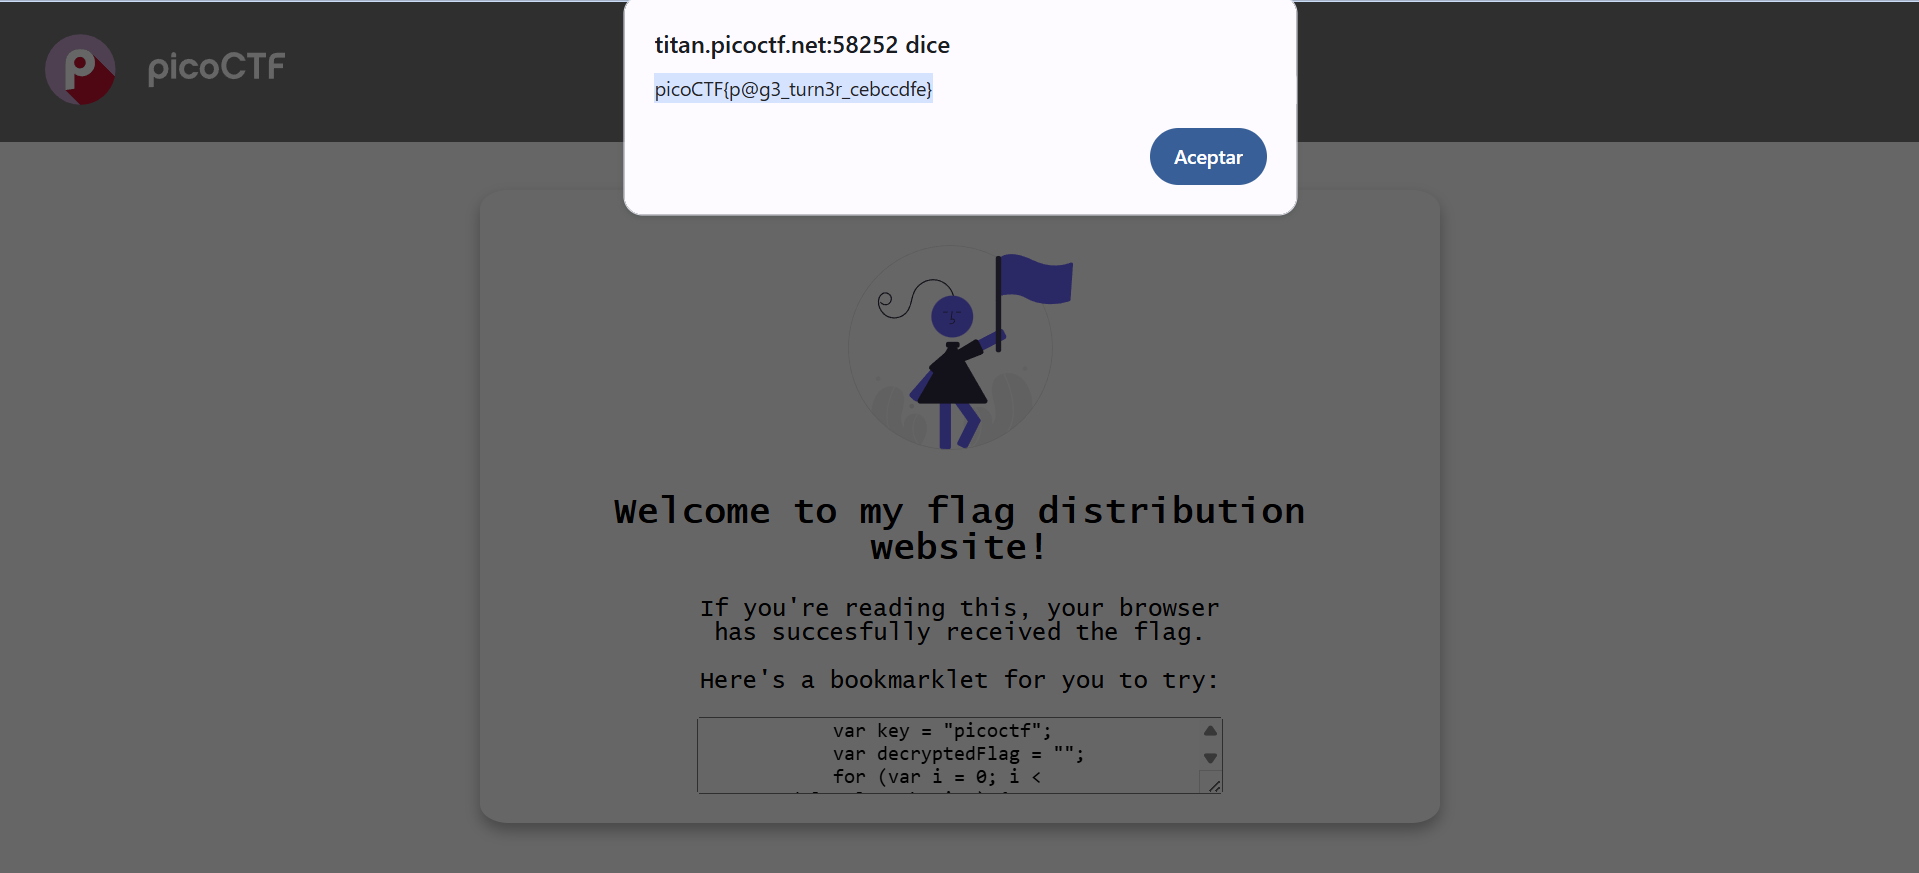 picoCTF
titan.picoctf.net:58252 dice
picoCTF{p@g3_turn3r_cebccdfe}
Aceptar
Welcome to my flag distribution
website!
If you're reading this, your browser
has succesfully received the flag.
Here's a bookmarklet for you to try:
var key = "picoctf";
var decryptedFlag = "";
for (var i = 0; i <